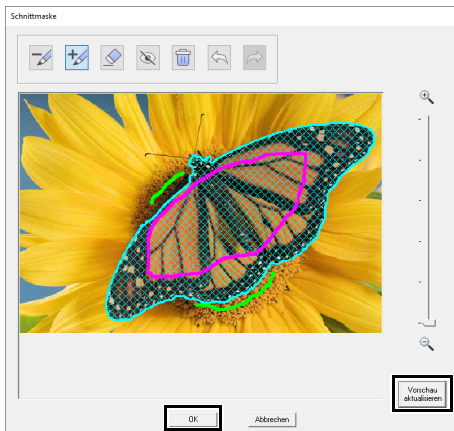 Schnittmaske
Vorschau
aktualisieren
OK
Abbrechen